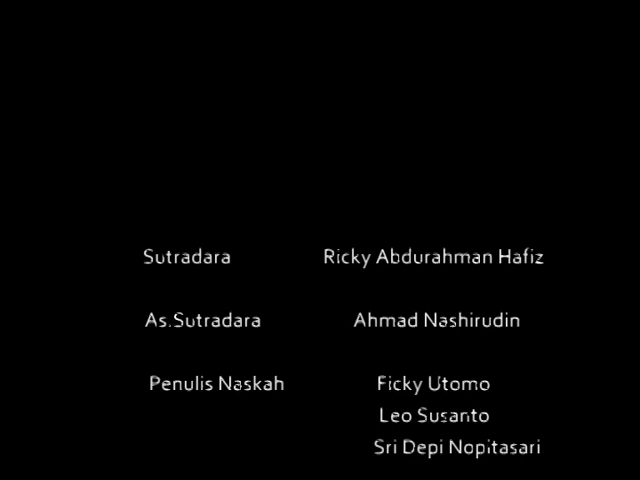 Sutradara Ricky Abdurahman Hafiz
As.Sutradara Ahmad Nashirudin
Penulis Naskah Ficky Utomo
Leo Susanto
Sri Depi Nopitasari